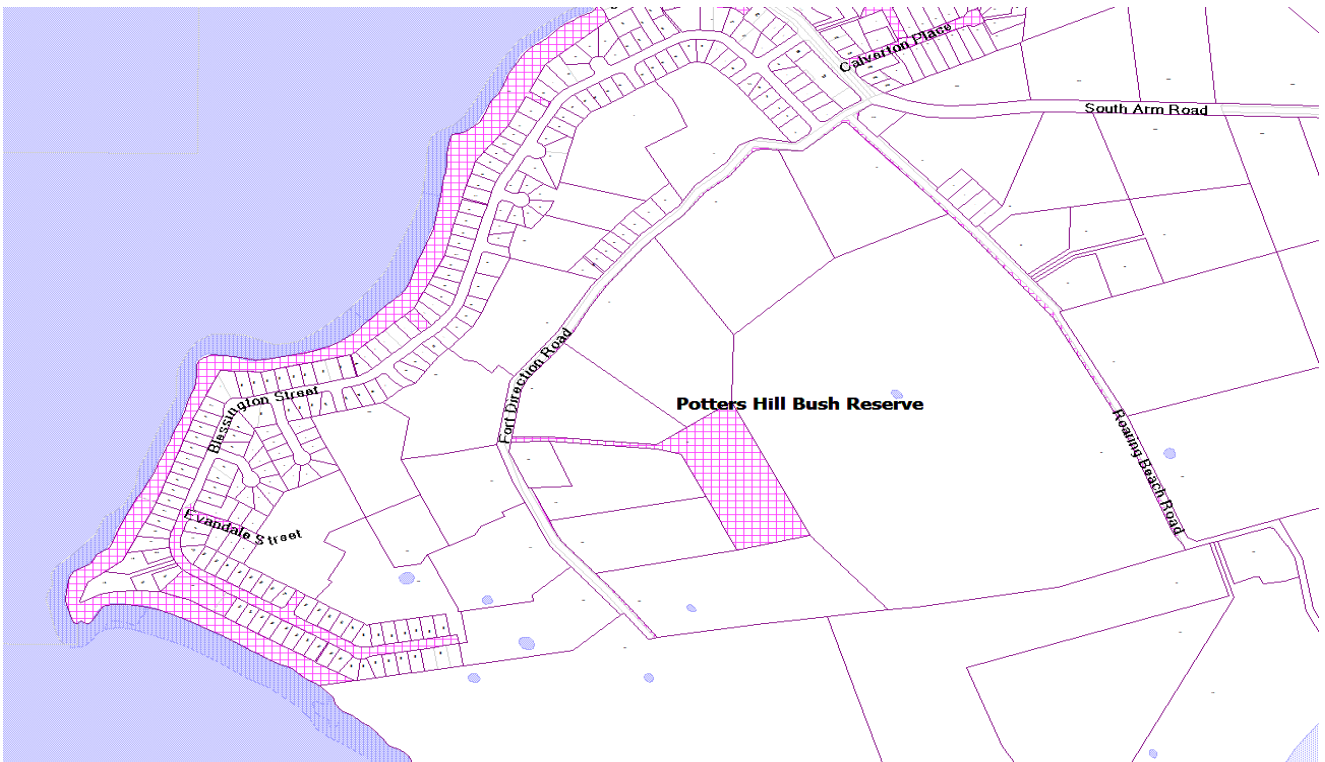 Calverton Place
South Arm Road
Fort Direction Road
Potters Hill Bush Reserve
Blessington Street
Roaring Beach Road
Evandale Street